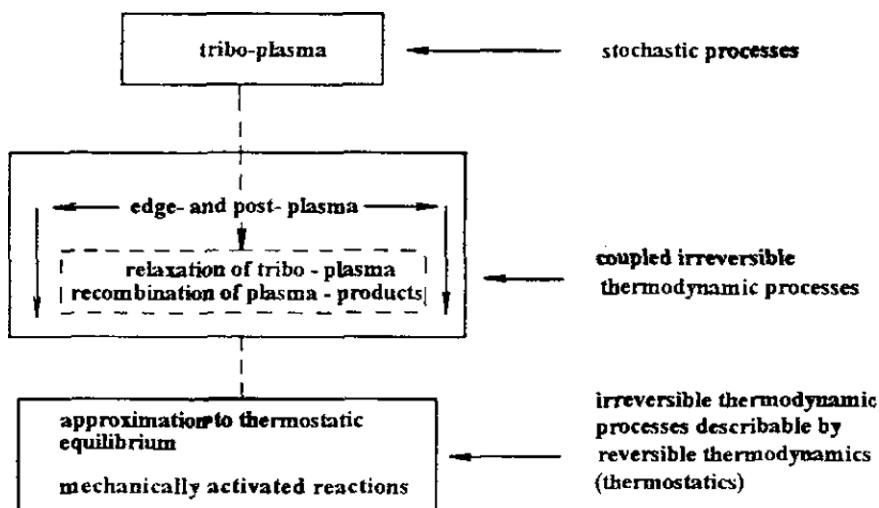 tribo-plasma
stochastic processes
edge- and post- plasma
relaxation of tribo - plasma
recombination of plasma - products
coupled irreversible
thermodynamic processes
approximation to thermostatic
equilibrium
mechanically activated reactions
irreversible thermodynamic
processes describable by
reversible thermodynamics
(thermostatics)